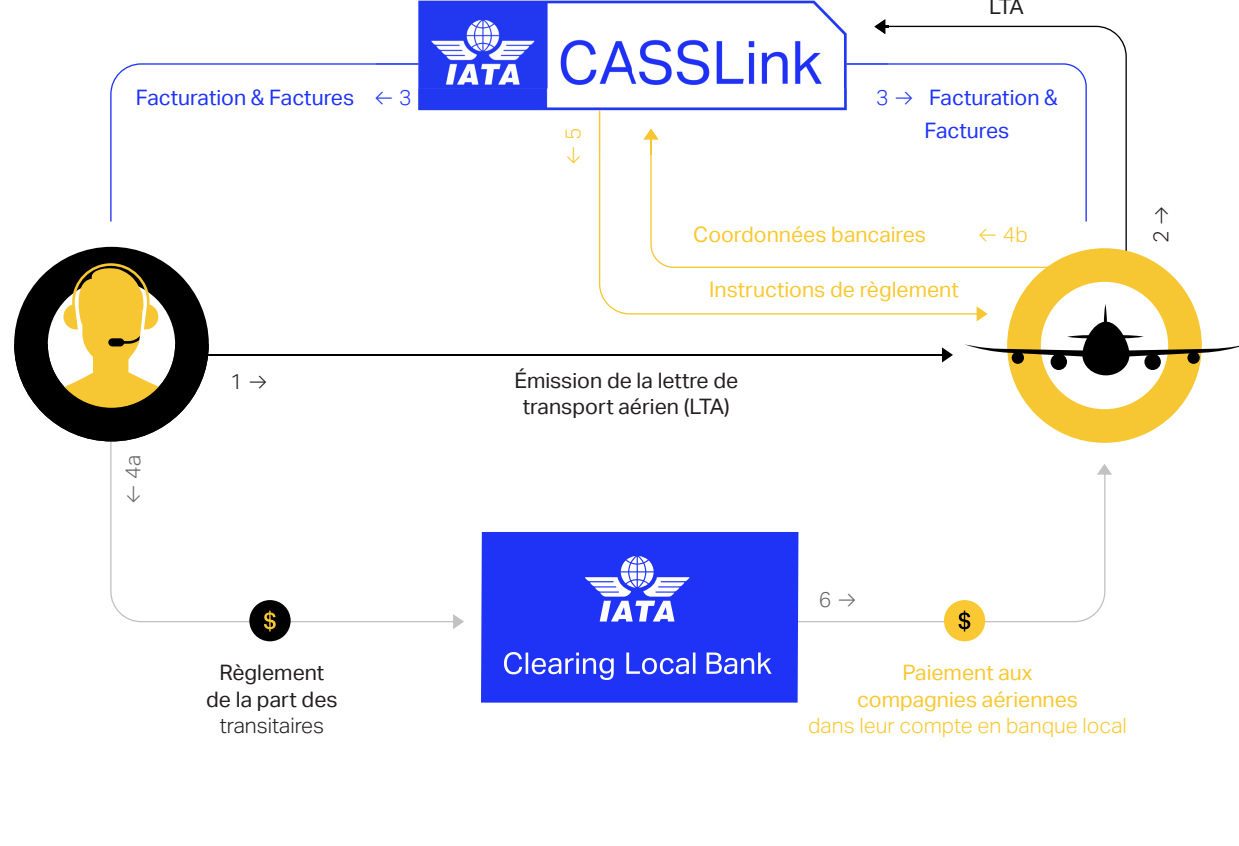 LTA
IATA
CASSLink
Facturation & Factures
← 3
3 → Facturation &
Factures
← 5
2 →
Coordonnées bancaires
← 4b
Instructions de règlement
1 →
Émission de la lettre de
transport aérien (LTA)
← 4a
IATA
Clearing Local Bank
6 →
$
$
Règlement
de la part des
transitaires
Paiement aux
compagnies aériennes
dans leur compte en banque local